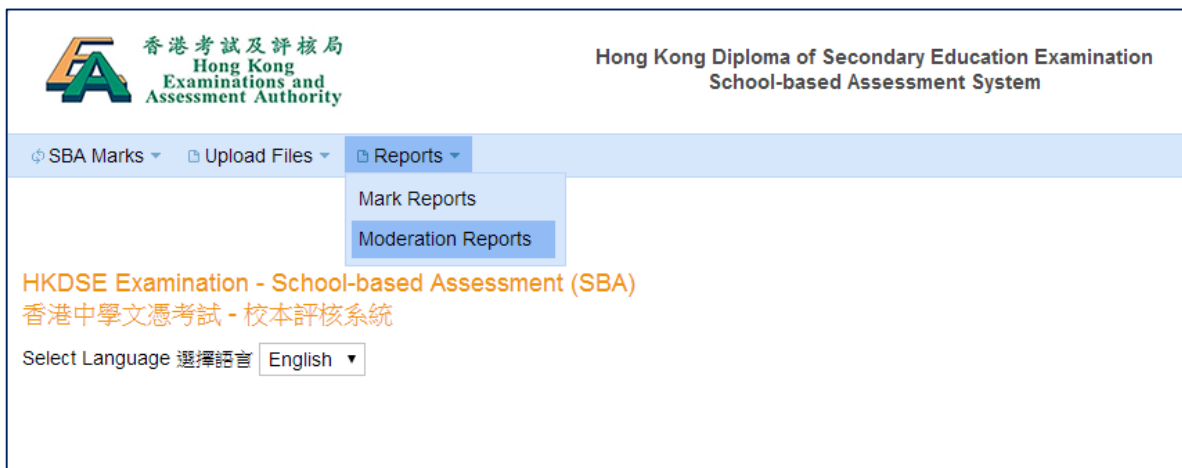 香港考試及評核局
Hong Kong
Examinations and
Assessment Authority
Hong Kong Diploma of Secondary Education Examination
School-based Assessment System
SBA Marks
Upload Files
Reports
Mark Reports
Moderation Reports
HKDSE Examination - School-based Assessment (SBA)
香港中學文憑考試 - 校本評核系統
Select Language 選擇語言 English